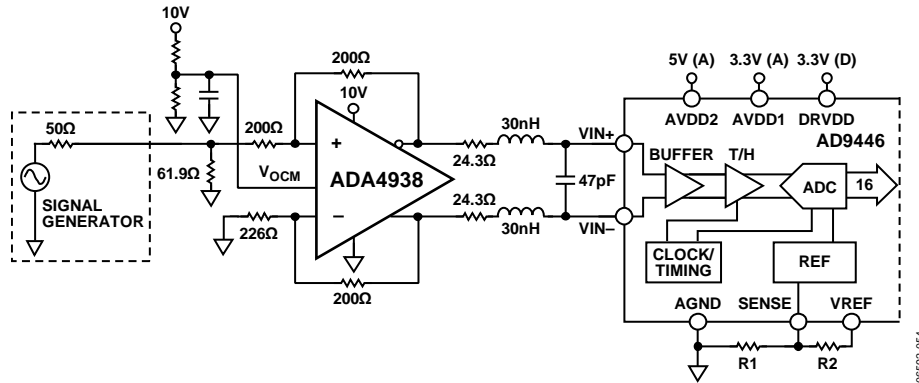 10V
50Ω
SIGNAL
GENERATOR
61.9Ω
200Ω
226Ω
VOCM
200Ω
10V
+
ADA4938
−
200Ω
24.3Ω
30nH
24.3Ω
30nH
47pF
VIN+
VIN–
5V (A)
3.3V (A)
3.3V (D)
AVDD2
AVDD1
DRVDD
AD9446
BUFFER
T/H
ADC
16
CLOCK/
TIMING
REF
AGND
SENSE
VREF
R1
R2